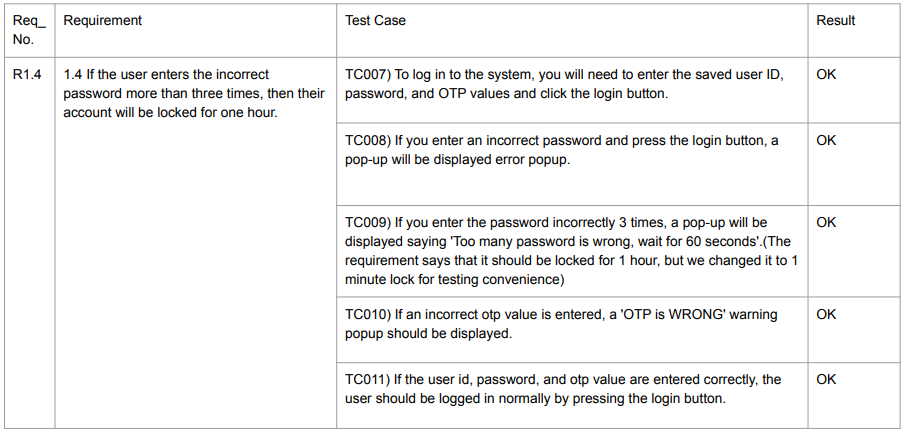 Req_ Requirement Test Case Result
No.
R1.4 1.4 If the user enters the incorrect
password more than three times, then their
account will be locked for one hour.
TC007) To log in to the system, you will need to enter the saved user ID,
password, and OTP values and click the login button.
OK
TC008) If you enter an incorrect password and press the login button, a
pop-up will be displayed error popup.
OK
TC009) If you enter the password incorrectly 3 times, a pop-up will be
displayed saying 'Too many password is wrong, wait for 60 seconds'.(The
requirement says that it should be locked for 1 hour, but we changed it to 1
minute lock for testing convenience)
OK
TC010) If an incorrect otp value is entered, a 'OTP is WRONG' warning
popup should be displayed.
OK
TC011) If the user id, password, and otp value are entered correctly, the
user should be logged in normally by pressing the login button.
OK